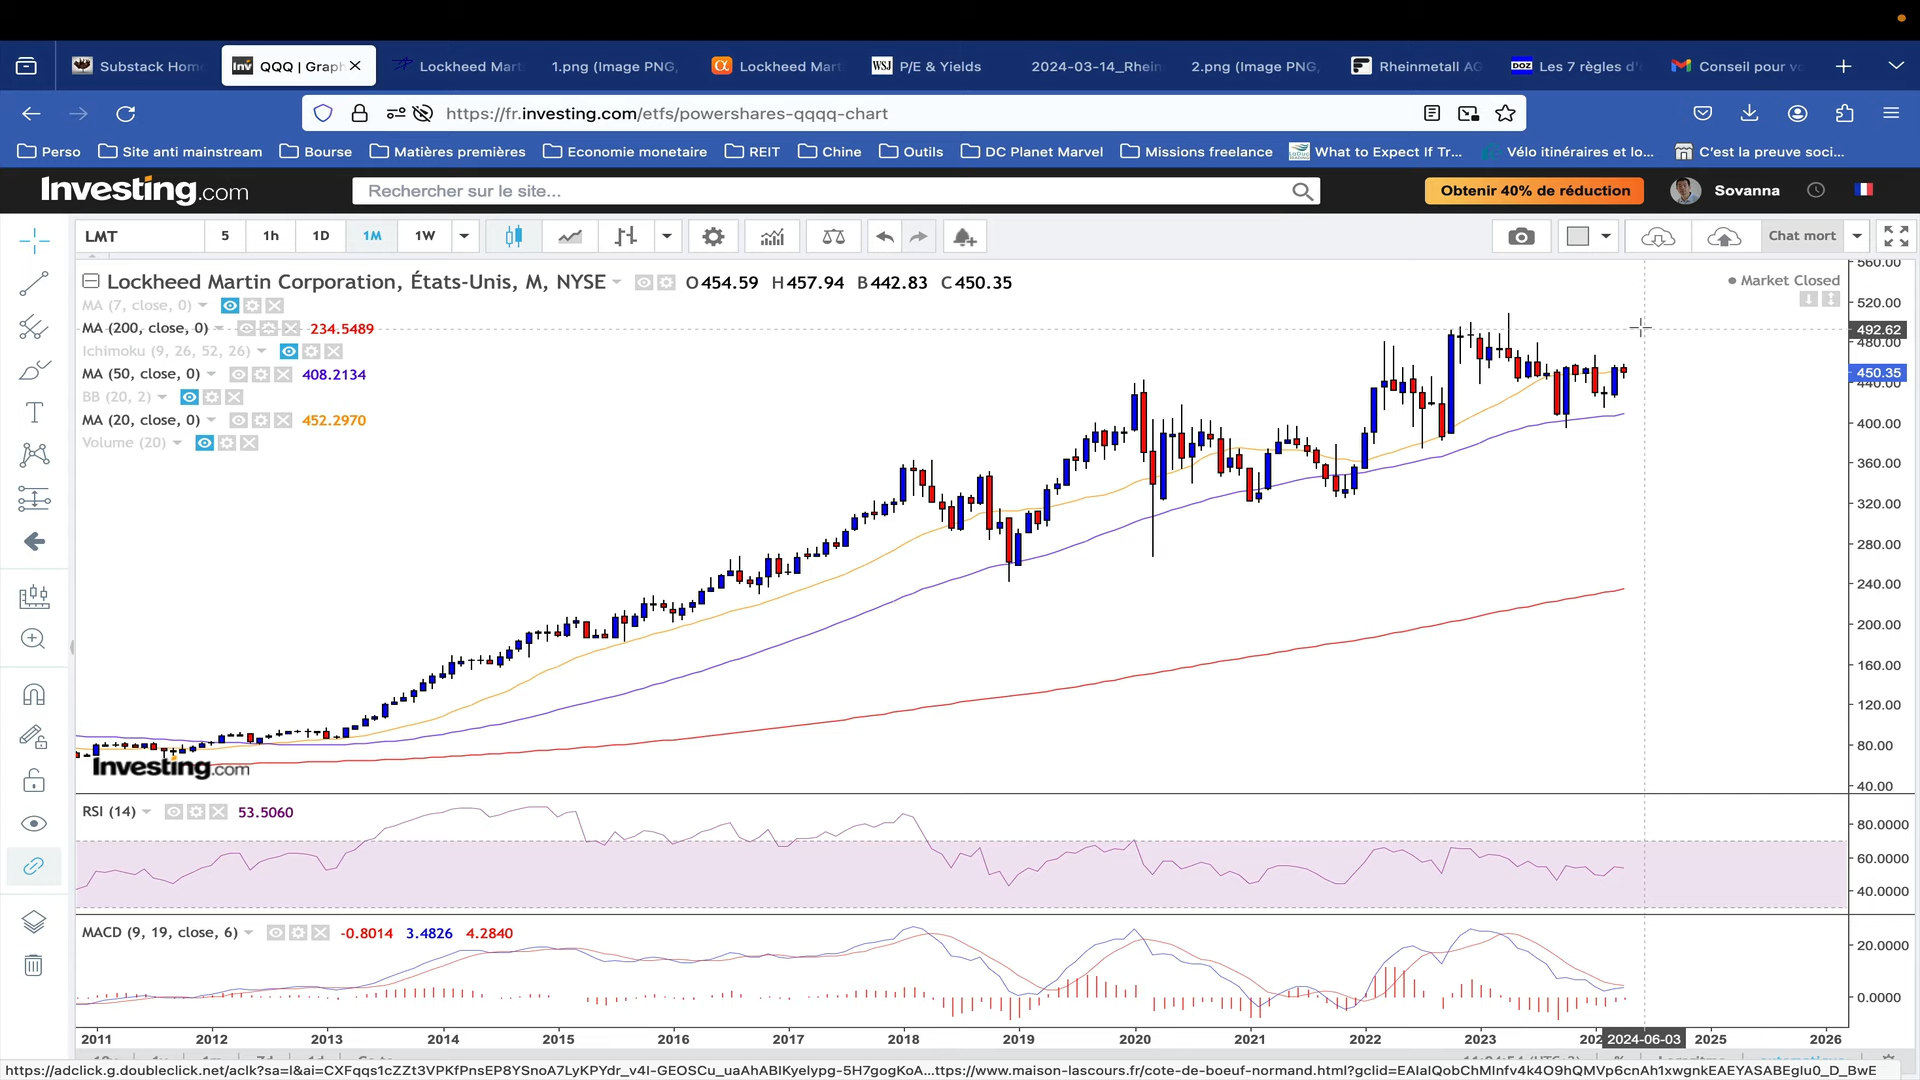 Substack Hom
QQQ | Graph
Lockheed Mart
1.png (Image PNG,
Lockheed Mart
WSJ P/E & Yields
2024-03-14_Rhein
2.png (Image PNG,
Rheinmetall AG
DOZ Les 7 règles d'
Conseil pour vo
https://fr.investing.com/etfs/powershares-qqqq-chart
Perso Site anti mainstream Bourse Matières premières Economie monetaire REIT Chine Outils DC Planet Marvel Missions freelance What to Expect If Tr... Vélo itinéraires et lo... C'est la preuve soci...
Investing.com
Rechercher sur le site...
Obtenir 40% de réduction
Sovanna
LMT 5 1h 1D 1M 1W
Chat mort
Lockheed Martin Corporation, États-Unis, M, NYSE O 454.59 H 457.94 B 442.83 C 450.35
Market Closed
MA (7, close, 0)
MA (200, close, 0) 234.5489
Ichimoku (9, 26, 52, 26)
MA (50, close, 0) 408.2134
BB (20, 2)
MA (20, close, 0) 452.2970
Volume (20)
560.00
520.00
492.62
480.00
450.35
440.00
400.00
360.00
320.00
280.00
240.00
200.00
160.00
120.00
80.00
40.00
Investing.com
RSI (14) 53.5060
80.0000
60.0000
40.0000
MACD (9, 19, close, 6) -0.8014 3.4826 4.2840
20.0000
0.0000
2011 2012 2013 2014 2015 2016 2017 2018 2019 2020 2021 2022 2023 2024-06-03 2025 2026